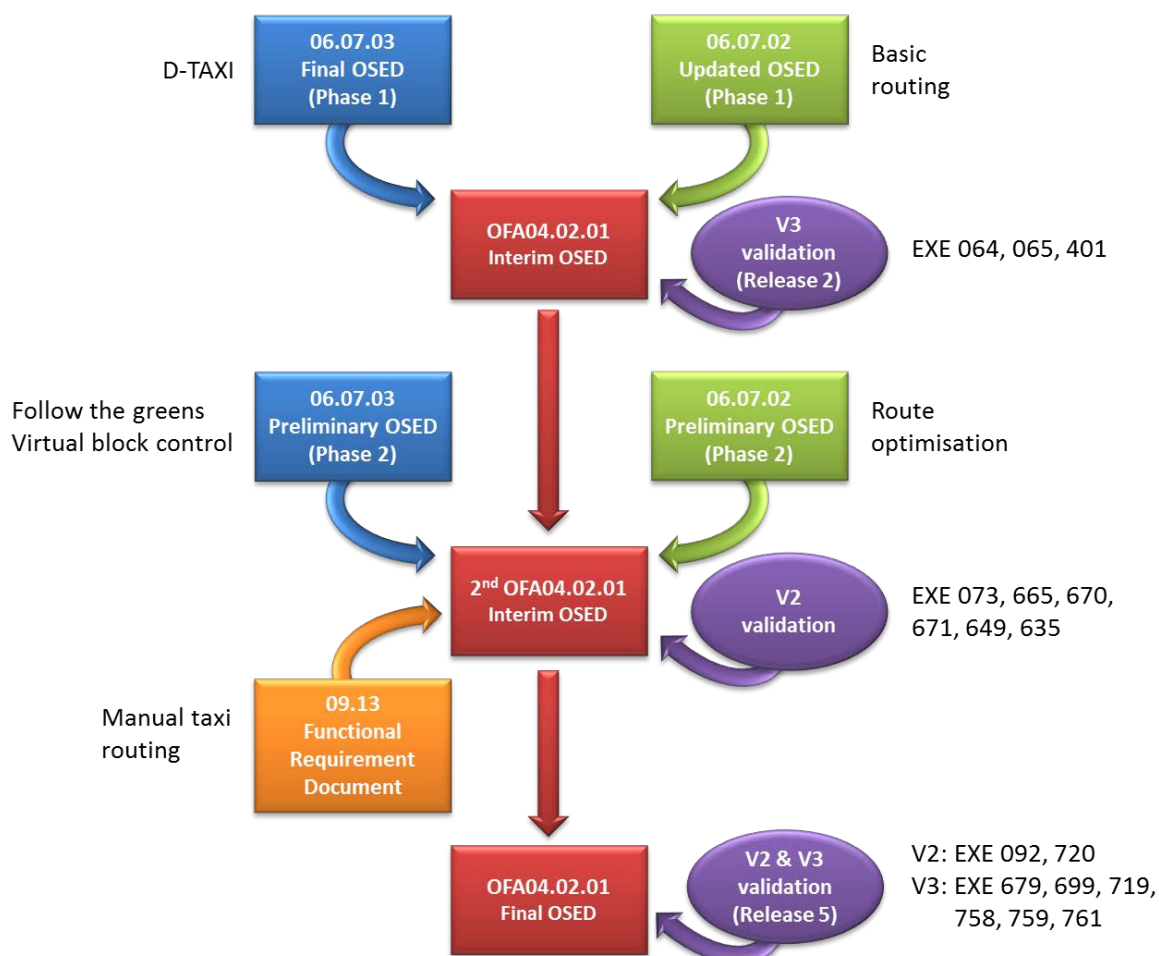 06.07.03
Final OSED
(Phase 1)
D-TAXI
06.07.02
Updated OSED
(Phase 1)
Basic
routing
OFA04.02.01
Interim OSED
V3
validation
(Release 2)
EXE 064, 065, 401
Follow the greens
Virtual block control
06.07.03
Preliminary OSED
(Phase 2)
06.07.02
Preliminary OSED
(Phase 2)
Route
optimisation
2nd OFA04.02.01
Interim OSED
V2
validation
EXE 073, 665, 670,
671, 649, 635
Manual taxi
routing
09.13
Functional
Requirement
Document
OFA04.02.01
Final OSED
V2 & V3
validation
(Release 5)
V2: EXE 092, 720
V3: EXE 679, 699, 719,
758, 759, 761